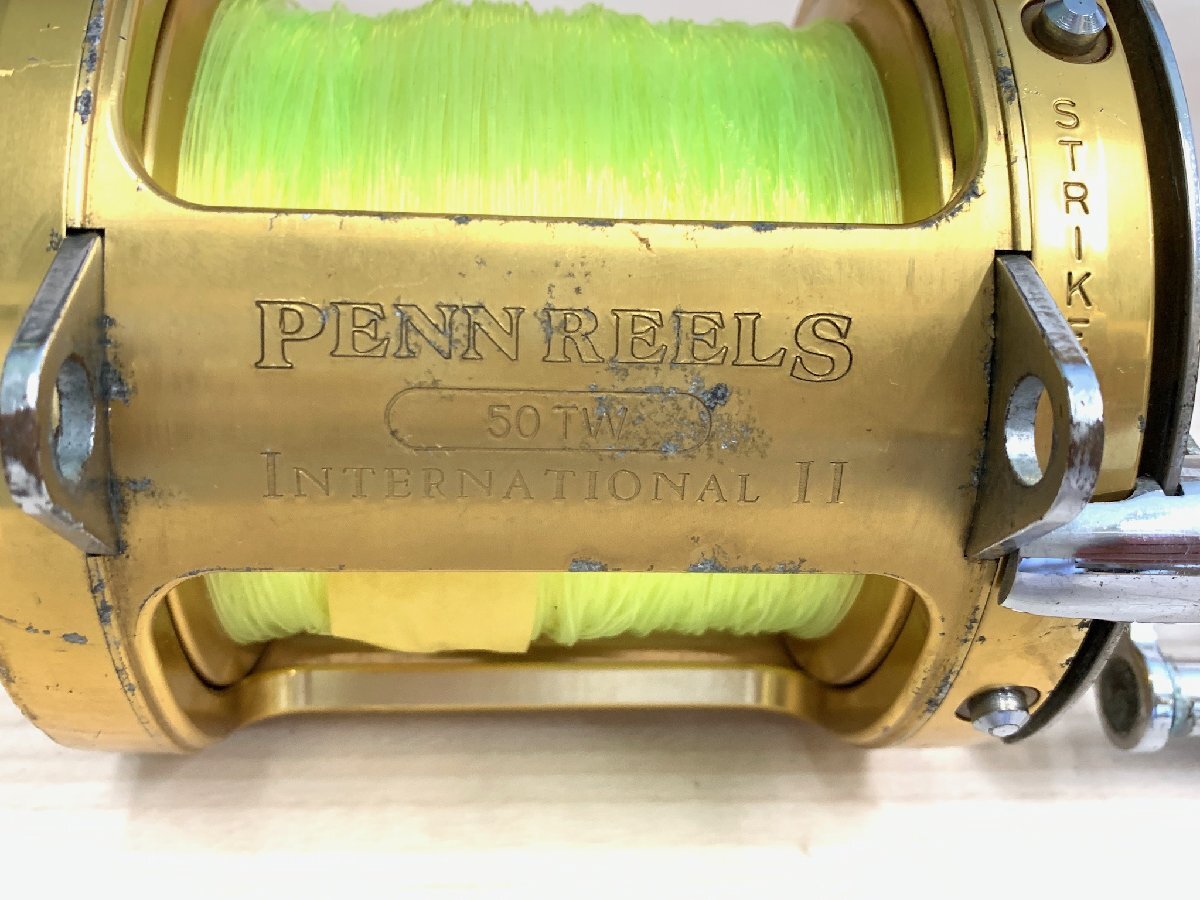 PENN REELS
50 TW
INTERNATIONAL II
STRIKE